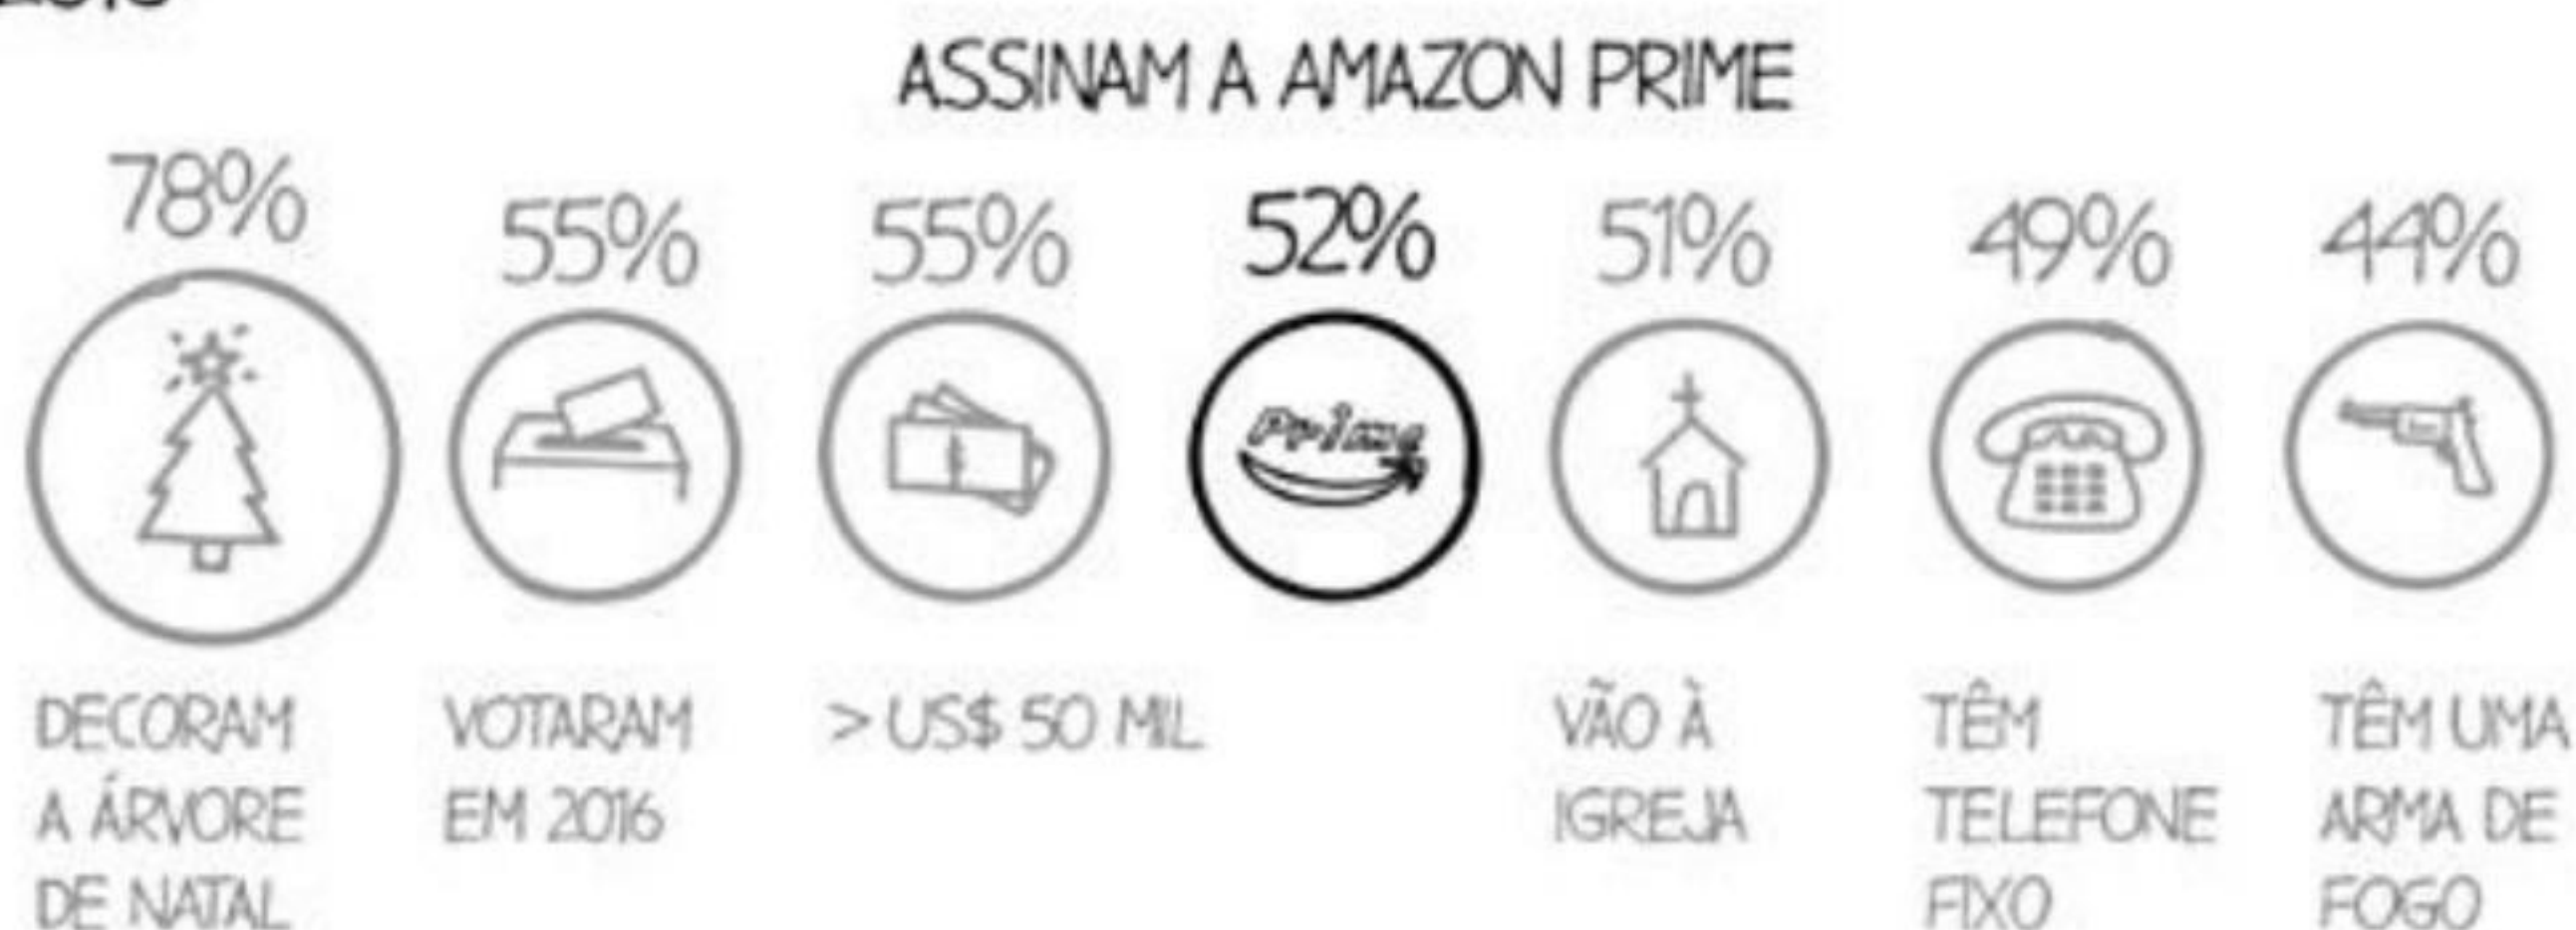 ASSINAM A AMAZON PRIME
78%
55%
55%
52%
51%
49%
44%
Prime
DECORAM
A ÁRVORE
DE NATAL
VOTARAM
EM 2016
> US$ 50 MIL
VÃO À
IGREJA
TÊM
TELEFONE
FIXO
TÊM UMA
ARMA DE
FOGO